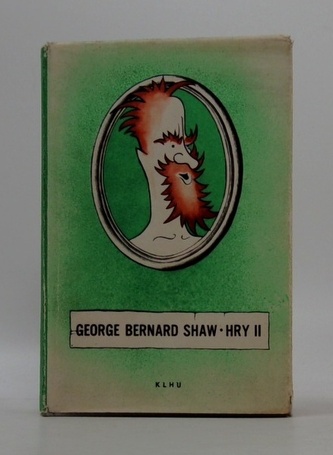 GEORGE BERNARD SHAW · HRY II
KLHU